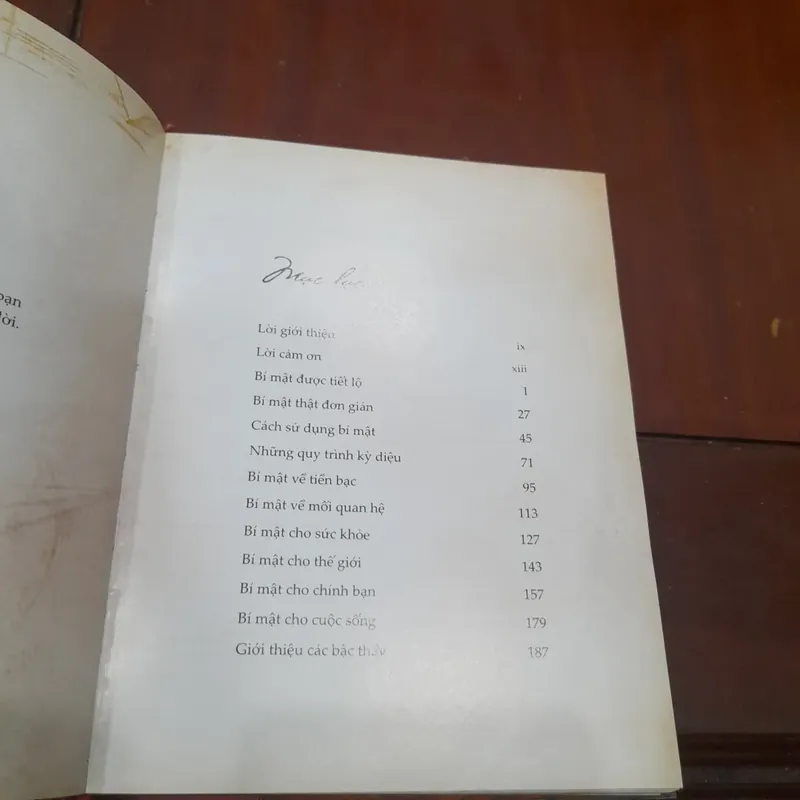 bạn
Mục lục
Lời giới thiệu ix
Lời cảm ơn xiii
Bí mật được tiết lộ 1
Bí mật thật đơn giản 27
Cách sử dụng bí mật 45
Những quy trình kỳ diệu 71
Bí mật về tiền bạc 95
Bí mật về mối quan hệ 113
Bí mật cho sức khỏe 127
Bí mật cho thế giới 143
Bí mật cho chính bạn 157
Bí mật cho cuộc sống 179
Giới thiệu các bậc thầy 187